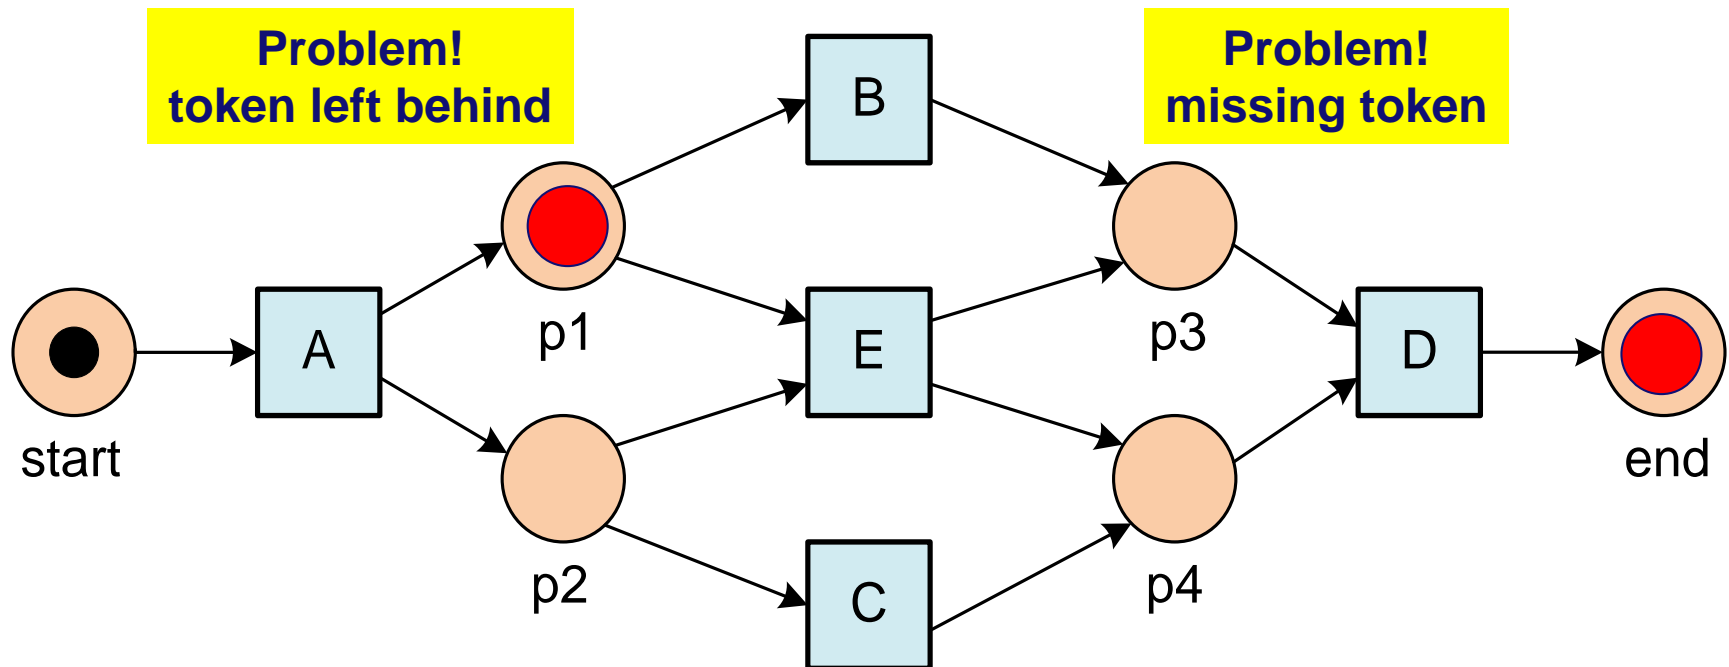 Problem!
token left behind
Problem!
missing token
B
p1
p3
A
E
D
start
end
p2
p4
C